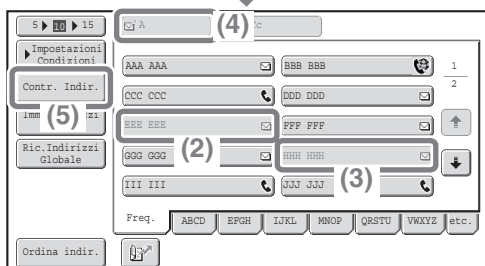 5 10 15
A
(4)
c
Impostazioni
Condizioni
AAA AAA
BBB BBB
1
2
Contr. Indir.
(5)
CCC CCC
DDD DDD
EEE EEE
(2)
FFF FFF
Ric.Indirizzi
Globale
GGG GGG
HHH HHH
(3)
III III
JJJ JJJ
Freq. ABCD EFGH IJKL MNOP QRSTU VWXYZ etc.
Ordina indir.